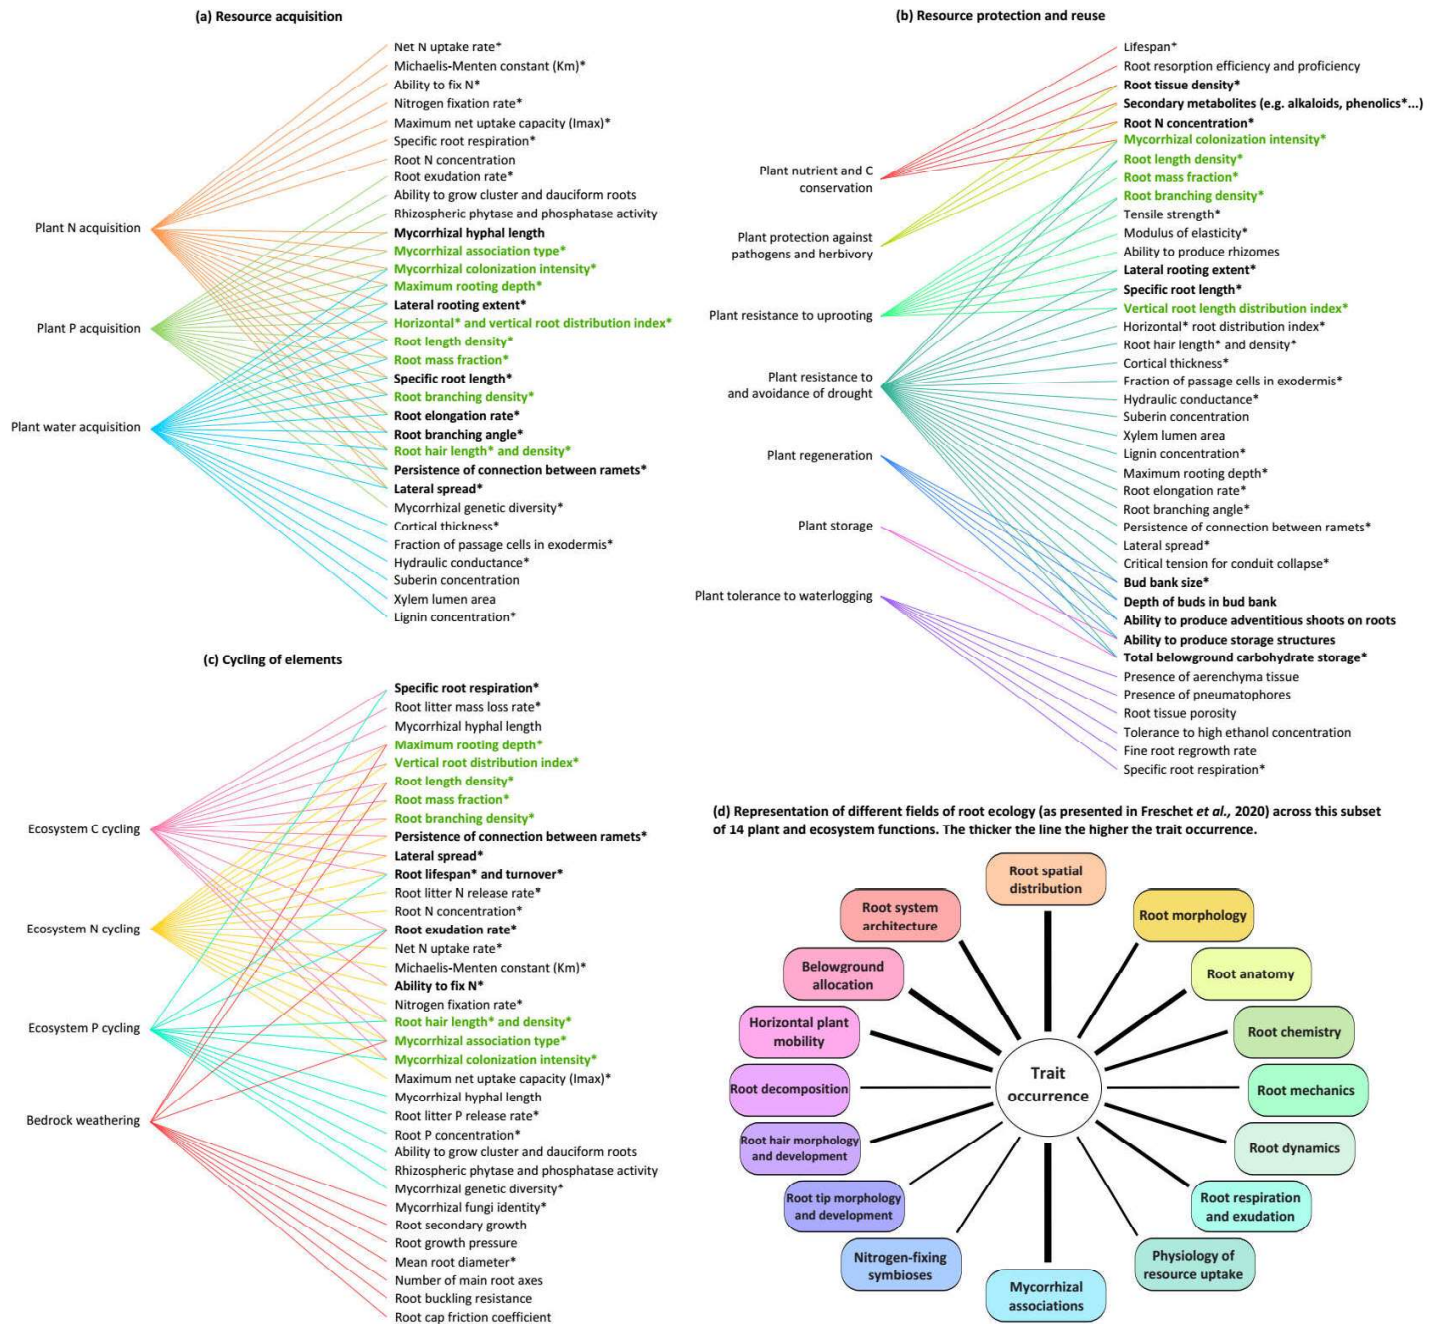 (a) Resource acquisition
Net N uptake rate*
Michaelis-Menten constant (Km)*
Ability to fix N*
Nitrogen fixation rate*
Maximum net uptake capacity (Imax)*
Specific root respiration*
Root N concentration
Root exudation rate*
Ability to grow cluster and dauciform roots
Rhizospheric phytase and phosphatase activity
Mycorrhizal hyphal length
Mycorrhizal association type*
Mycorrhizal colonization intensity*
Maximum rooting depth*
Lateral rooting extent*
Horizontal* and vertical root distribution index*
Root length density*
Root mass fraction*
Specific root length*
Root branching density*
Root elongation rate*
Root branching angle*
Root hair length* and density*
Persistence of connection between ramets*
Lateral spread*
Mycorrhizal genetic diversity*
Cortical thickness*
Fraction of passage cells in exodermis*
Hydraulic conductance*
Suberin concentration
Xylem lumen area
Lignin concentration*
Plant N acquisition
Plant P acquisition
Plant water acquisition
(b) Resource protection and reuse
Lifespan*
Root resorption efficiency and proficiency
Root tissue density*
Secondary metabolites (e.g. alkaloids, phenolics*...)
Root N concentration*
Mycorrhizal colonization intensity*
Root length density*
Root mass fraction*
Root branching density*
Tensile strength*
Modulus of elasticity*
Ability to produce rhizomes
Lateral rooting extent*
Specific root length*
Vertical root length distribution index*
Horizontal* root distribution index*
Root hair length* and density*
Cortical thickness*
Fraction of passage cells in exodermis*
Hydraulic conductance*
Suberin concentration
Xylem lumen area
Lignin concentration*
Maximum rooting depth*
Root elongation rate*
Root branching angle*
Persistence of connection between ramets*
Lateral spread*
Critical tension for conduit collapse*
Bud bank size*
Depth of buds in bud bank
Ability to produce adventitious shoots on roots
Ability to produce storage structures
Total belowground carbohydrate storage*
Presence of aerenchyma tissue
Presence of pneumatophores
Root tissue porosity
Tolerance to high ethanol concentration
Fine root regrowth rate
Specific root respiration*
Plant nutrient and C
conservation
Plant protection against
pathogens and herbivory
Plant resistance to uprooting
Plant resistance to
and avoidance of drought
Plant regeneration
Plant storage
Plant tolerance to waterlogging
(c) Cycling of elements
Specific root respiration*
Root litter mass loss rate*
Mycorrhizal hyphal length
Maximum rooting depth*
Vertical root distribution index*
Root length density*
Root mass fraction*
Root branching density*
Persistence of connection between ramets*
Lateral spread*
Root lifespan* and turnover*
Root litter N release rate*
Root N concentration*
Root exudation rate*
Net N uptake rate*
Michaelis-Menten constant (Km)*
Ability to fix N*
Nitrogen fixation rate*
Root hair length* and density*
Mycorrhizal association type*
Mycorrhizal colonization intensity*
Maximum net uptake capacity (Imax)*
Mycorrhizal hyphal length
Root litter P release rate*
Root P concentration*
Ability to grow cluster and dauciform roots
Rhizospheric phytase and phosphatase activity
Mycorrhizal genetic diversity*
Mycorrhizal fungi identity*
Root secondary growth
Root growth pressure
Mean root diameter*
Number of main root axes
Root buckling resistance
Root cap friction coefficient
Ecosystem C cycling
Ecosystem N cycling
Ecosystem P cycling
Bedrock weathering
(d) Representation of different fields of root ecology (as presented in Freschet et al., 2020) across this subset
of 14 plant and ecosystem functions. The thicker the line the higher the trait occurrence.
Root spatial
distribution
Root morphology
Root anatomy
Root chemistry
Root mechanics
Root dynamics
Root respiration
and exudation
Physiology of
resource uptake
Mycorrhizal
associations
Nitrogen-fixing
symbioses
Root tip morphology
and development
Root hair morphology
and development
Root decomposition
Horizontal plant
mobility
Belowground
allocation
Root system
architecture
Trait
occurrence